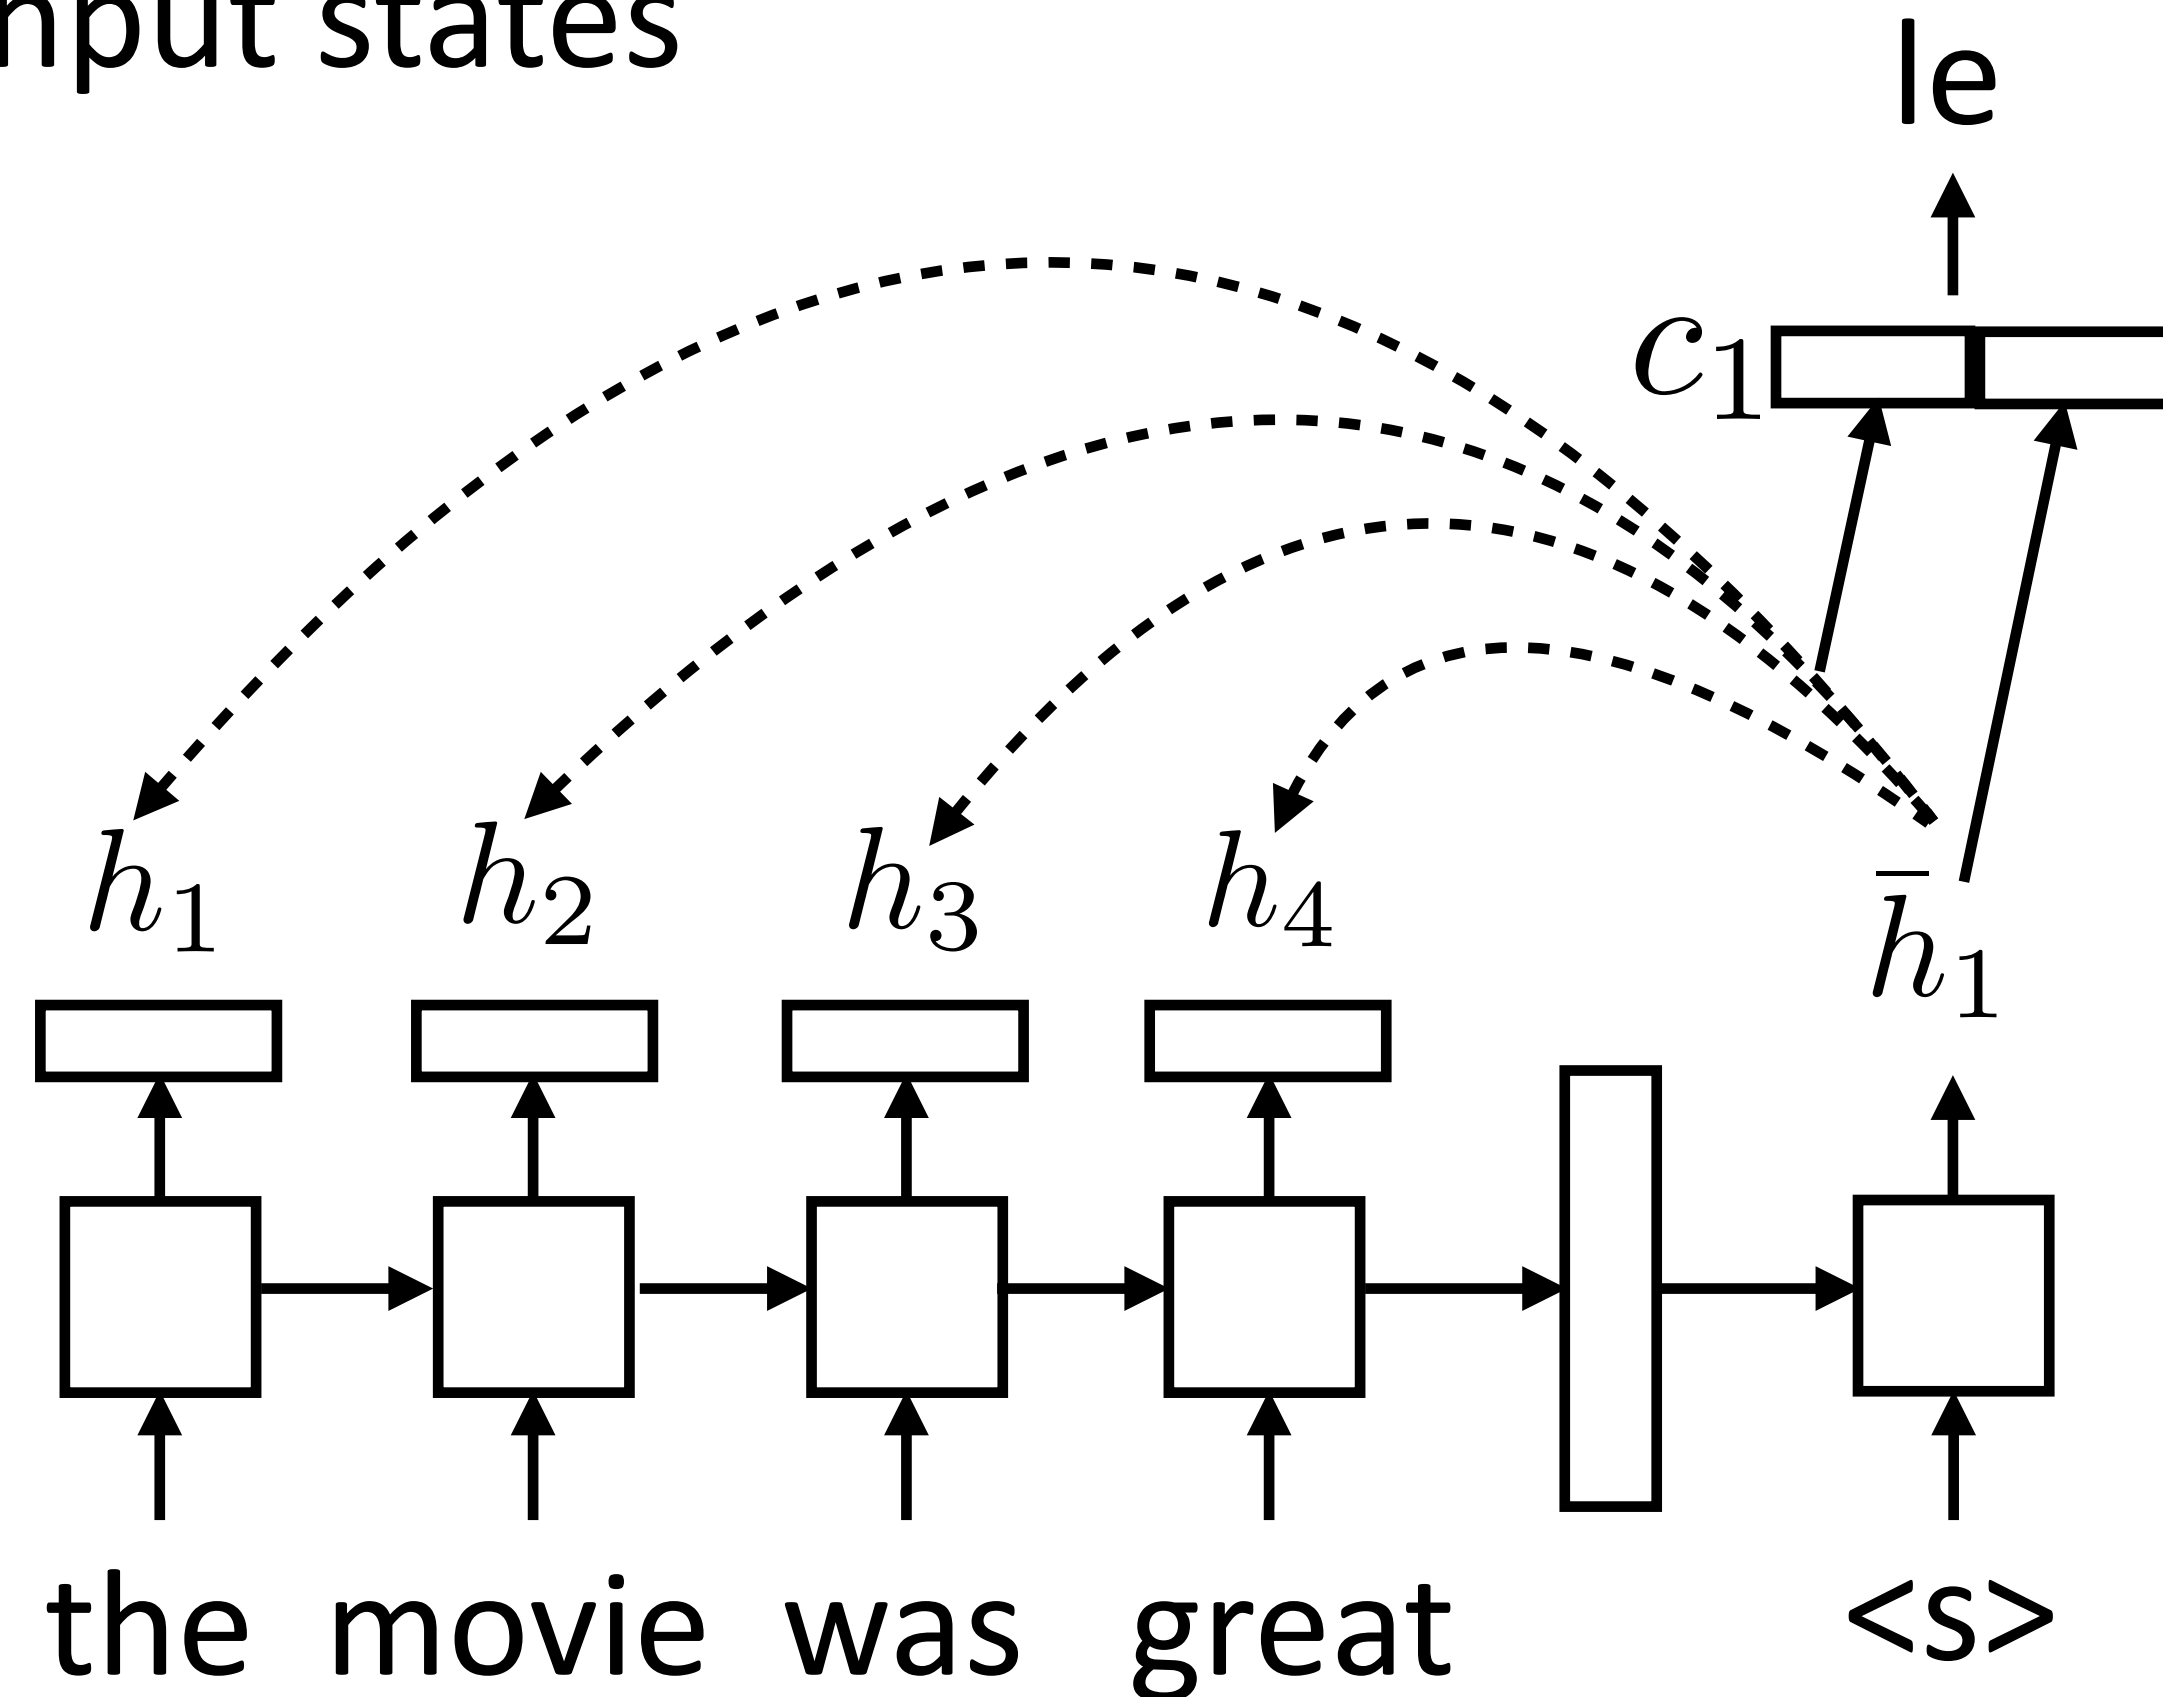 nput states
le
c₁
h₁ h₂ h₃ h₄
h̄₁
the movie was great <s>